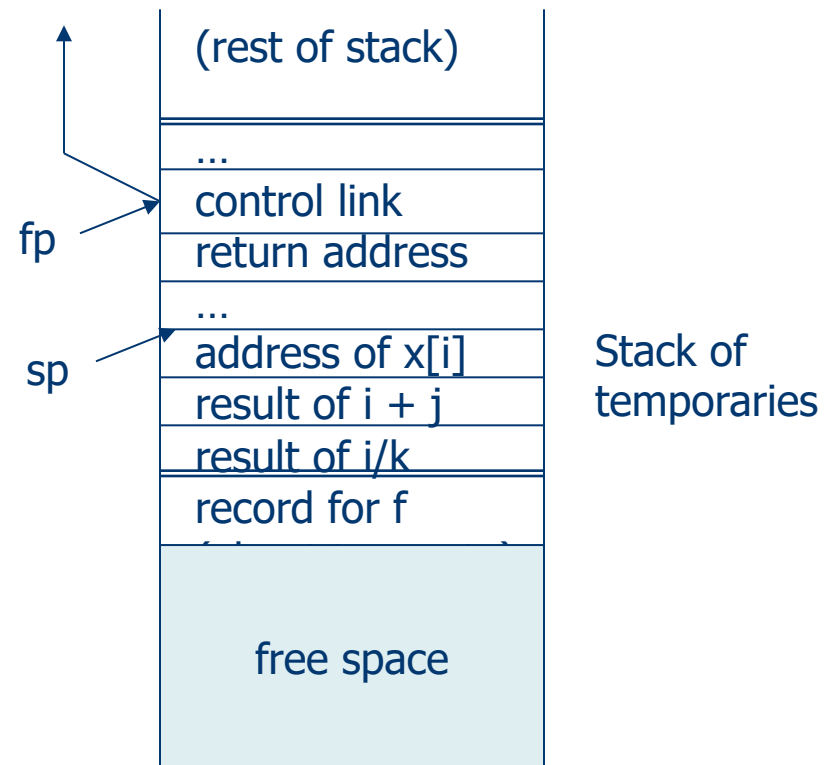 (rest of stack)
…
control link
fp
return address
…
sp
address of x[i]
result of i + j
result of i/k
record for f
free space
Stack of
temporaries